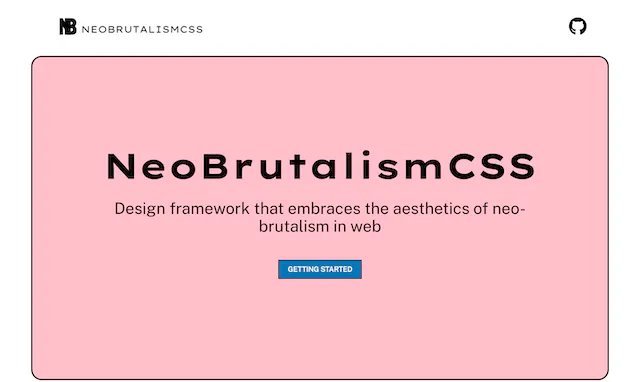 NB NEOBRUTALISMCSS
NeoBrutalismCSS
Design framework that embraces the aesthetics of neo-
brutalism in web
GETTING STARTED